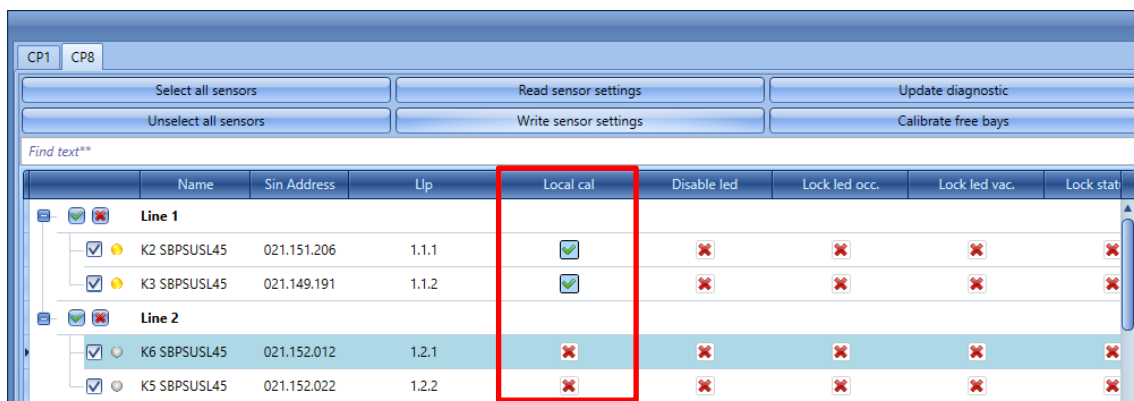 CP1 CP8
Select all sensors Read sensor settings Update diagnostic
Unselect all sensors Write sensor settings Calibrate free bays
Find text**
Name Sin Address Llp Local cal Disable led Lock led occ. Lock led vac. Lock stat
Line 1
K2 SBPSUSL45 021.151.206 1.1.1
K3 SBPSUSL45 021.149.191 1.1.2
Line 2
K6 SBPSUSL45 021.152.012 1.2.1
K5 SBPSUSL45 021.152.022 1.2.2